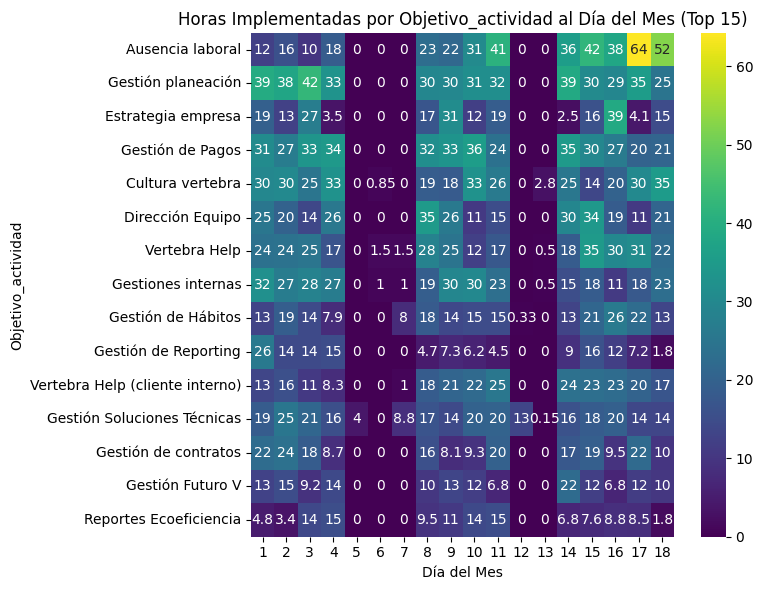 Horas Implementadas por Objetivo_actividad al Día del Mes (Top 15)
Objetivo_actividad
Ausencia laboral 12 16 10 18 0 0 0 23 22 31 41 0 0 36 42 38 64 52
Gestión planeación 39 38 42 33 0 0 0 30 30 31 32 0 0 39 30 29 35 25
Estrategia empresa 19 13 27 3.5 0 0 0 17 31 12 19 0 0 2.5 16 39 4.1 15
Gestión de Pagos 31 27 33 34 0 0 0 32 33 36 24 0 0 35 30 27 20 21
Cultura vertebra 30 30 25 33 0 0.85 0 19 18 33 26 0 2.8 25 14 20 30 35
Dirección Equipo 25 20 14 26 0 0 0 35 26 11 15 0 0 30 34 19 11 21
Vertebra Help 24 24 25 17 0 1.5 1.5 28 25 12 17 0 0.5 18 35 30 31 22
Gestiones internas 32 27 28 27 0 1 1 19 30 30 23 0 0.5 15 18 11 18 23
Gestión de Hábitos 13 19 14 7.9 0 0 8 18 14 15 15 0.33 0 13 21 26 22 13
Gestión de Reporting 26 14 14 15 0 0 0 4.7 7.3 6.2 4.5 0 0 9 16 12 7.2 1.8
Vertebra Help (cliente interno) 13 16 11 8.3 0 0 1 18 21 22 25 0 0 24 23 23 20 17
Gestión Soluciones Técnicas 19 25 21 16 4 0 8.8 17 14 20 20 13 0.15 16 18 20 14 14
Gestión de contratos 22 24 18 8.7 0 0 0 16 8.1 9.3 20 0 0 17 19 9.5 22 10
Gestión Futuro V 13 15 9.2 14 0 0 0 10 13 12 6.8 0 0 22 12 6.8 12 10
Reportes Ecoeficiencia 4.8 3.4 14 15 0 0 0 9.5 11 14 15 0 0 6.8 7.6 8.8 8.5 1.8
1 2 3 4 5 6 7 8 9 10 11 12 13 14 15 16 17 18
Día del Mes
60
50
40
30
20
10
0